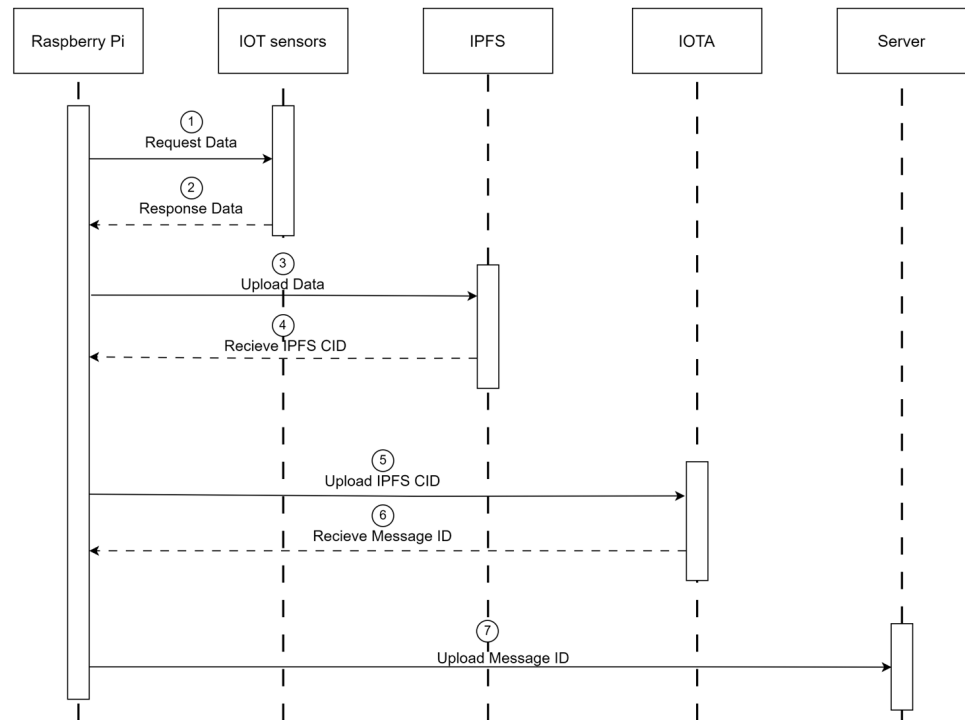 Raspberry Pi
IOT sensors
IPFS
IOTA
Server
1
Request Data
2
Response Data
3
Upload Data
4
Recieve IPFS CID
5
Upload IPFS CID
6
Recieve Message ID
7
Upload Message ID